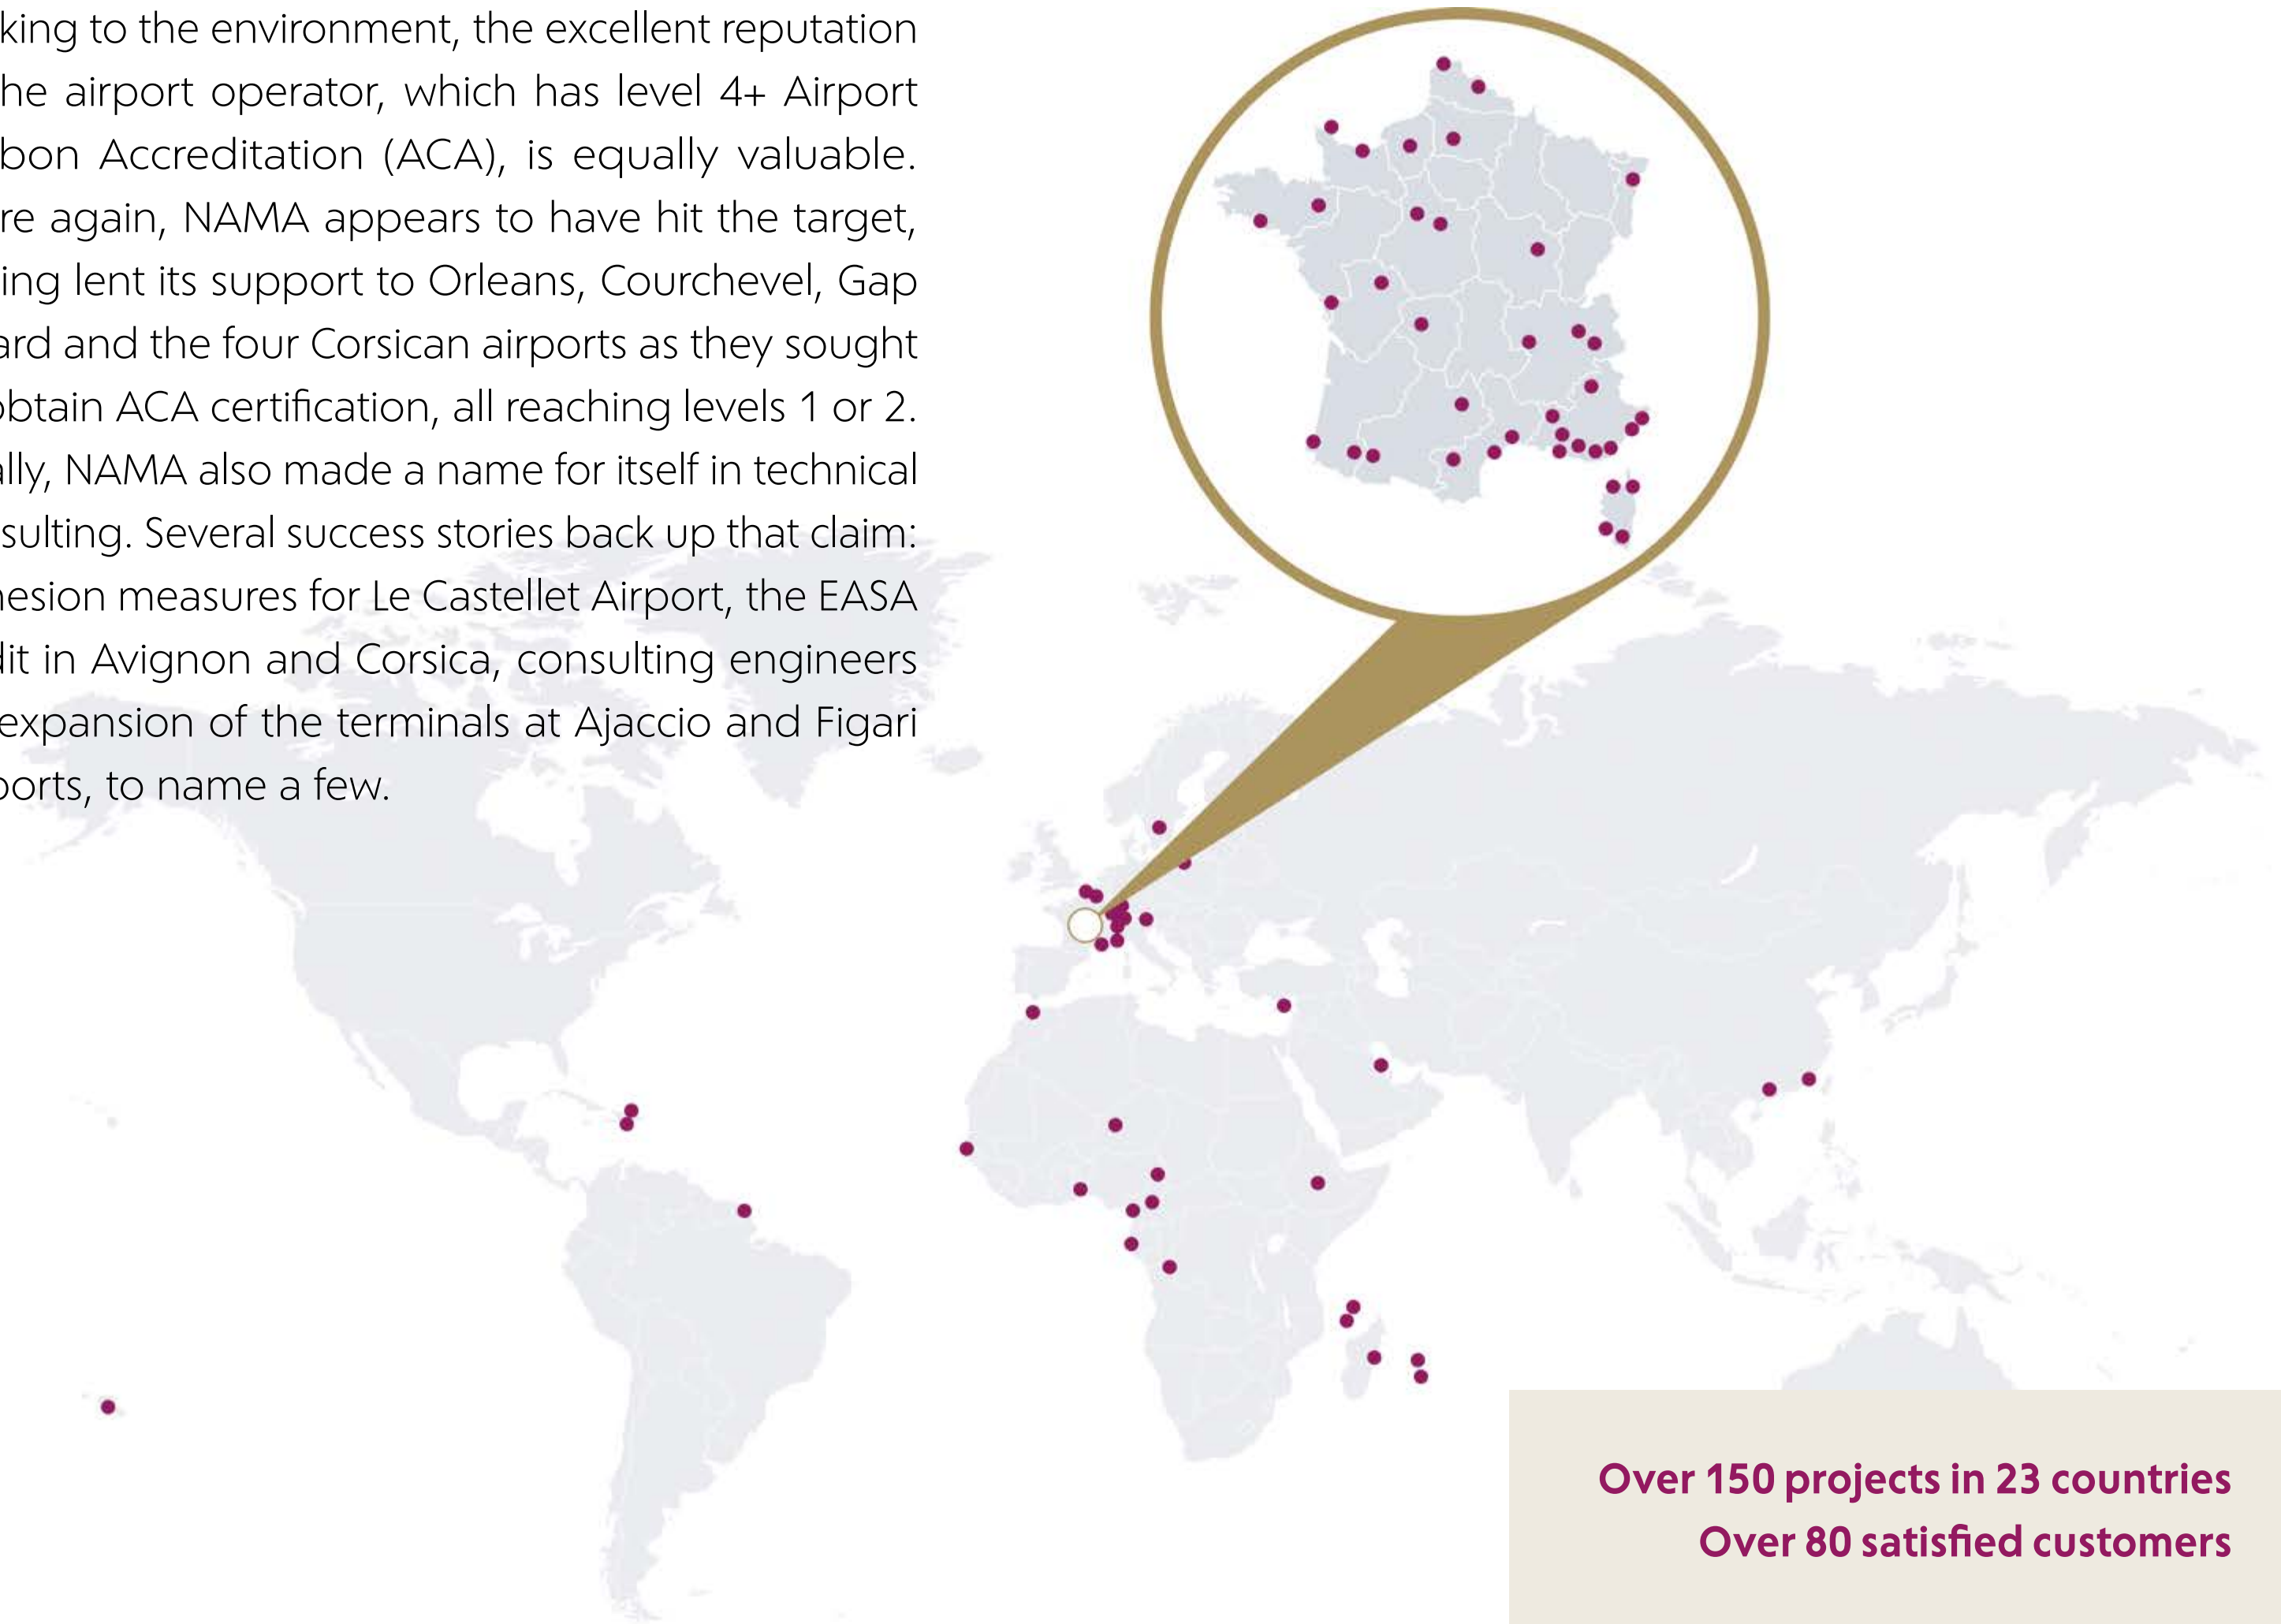 king to the environment, the excellent reputation
he airport operator, which has level 4+ Airport
bon Accreditation (ACA), is equally valuable.
re again, NAMA appears to have hit the target,
ing lent its support to Orleans, Courchevel, Gap
ard and the four Corsican airports as they sought
obtain ACA certification, all reaching levels 1 or 2.
ally, NAMA also made a name for itself in technical
sulting. Several success stories back up that claim:
hesion measures for Le Castellet Airport, the EASA
dit in Avignon and Corsica, consulting engineers
expansion of the terminals at Ajaccio and Figari
ports, to name a few.
Over 150 projects in 23 countries
Over 80 satisfied customers